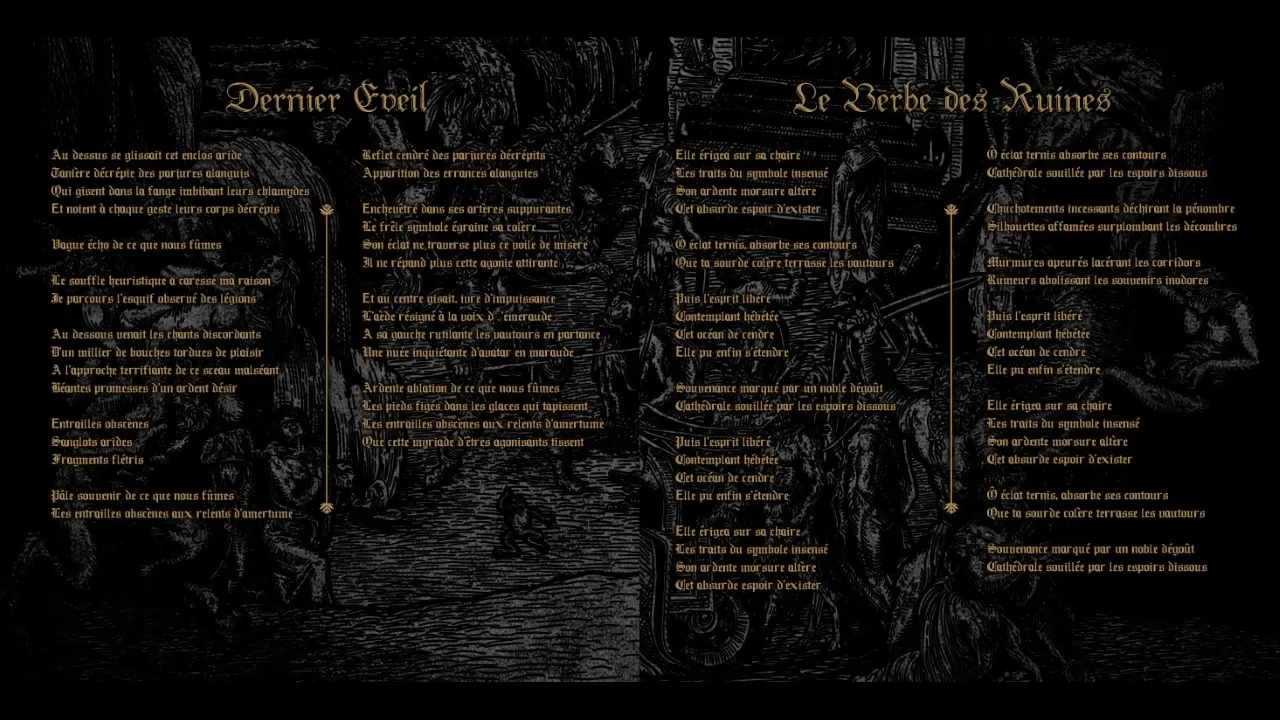 Dernier Eveil
Au dessus se glissait cet enclos aride
Tanière décrépie des parjures alanguis
Qui gisent dans la fange imbibant leurs chlamydes
Et noient à chaque geste leurs corps décrépis
Vague écho de ce que nous fûmes
Le souffle heuristique a caressé ma raison
Je parcours l'esquif observé des légions
Au dessous venait les chants discordants
D'un millier de bouches tordues de plaisir
A l'approche terrifiante de ce sceau malséant
Béantes promesses d'un ardent désir
Entrailles obscènes
Sanglots arides
Fragments flétris
Pâle souvenir de ce que nous fûmes
Les entrailles obscènes aux relents d'amertume
Reflet cendré des parjures décrépits
Apparition des errances alanguies
Enchevêtré dans ses artères suppurantes
Le frêle symbole égraine sa colère
Son éclat ne traverse plus ce voile de misère
Il ne répand plus cette agonie attirante
Et au centre gisait, ivre d'impuissance
L'aède résigné à la voix d'émeraude
A sa gauche rutilante les vautours en partance
Une nuée inquiétante d'avatar en maraude
Ardente ablation de ce que nous fûmes
Les pieds figés dans les glaces qui tapissent
Les entrailles obscènes aux relents d'amertume
Que cette myriade d'êtres agonisants tissent
Le Verbe des Ruines
Elle érigea sur sa chaire
Les traits du symbole insensé
Son ardente morsure altère
Cet absurde espoir d'exister
Ô éclat ternis, absorbe ses contours
Que ta sourde colère terrasse les vautours
Puis l'esprit libéré
Contemplant hébétée
Cet océan de cendre
Elle pu enfin s'étendre
Souvenance marqué par un noble dégoût
Cathédrale souillée par les espoirs dissous
Puis l'esprit libéré
Contemplant hébétée
Cet océan de cendre
Elle pu enfin s'étendre
Elle érigea sur sa chaire
Les traits du symbole insensé
Son ardente morsure altère
Cet absurde espoir d'exister
Ô éclat ternis absorbe ses contours
Cathédrale souillée par les espoirs dissous
Chuchotements incessants déchirant la pénombre
Silhouettes affamées surplombant les décombres
Murmures apeurés lacérant les corridors
Rumeurs abolissant les souvenirs inodores
Puis l'esprit libéré
Contemplant hébétée
Cet océan de cendre
Elle pu enfin s'étendre
Elle érigea sur sa chaire
Les traits du symbole insensé
Son ardente morsure altère
Cet absurde espoir d'exister
Ô éclat ternis, absorbe ses contours
Que ta sourde colère terrasse les vautours
Souvenance marqué par un noble dégoût
Cathédrale souillée par les espoirs dissous